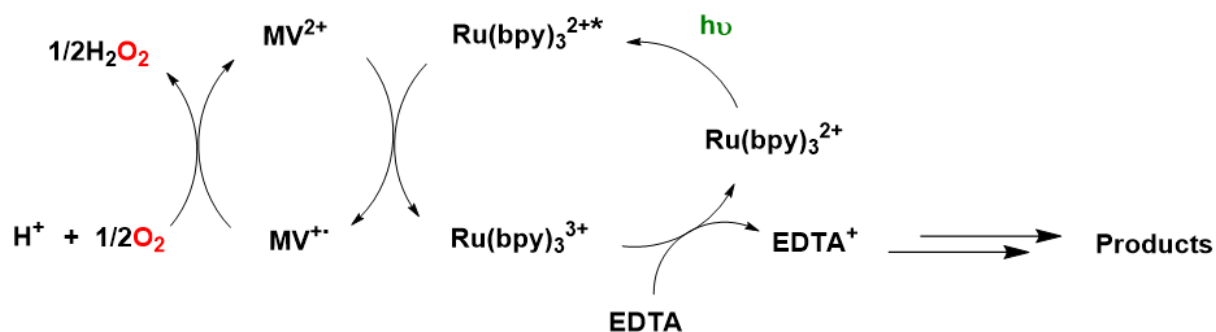 1/2H₂O₂
MV²⁺
Ru(bpy)₃²⁺*
hυ
Ru(bpy)₃²⁺
H⁺ + 1/2O₂
MV⁺·
Ru(bpy)₃³⁺
EDTA⁺
Products
EDTA